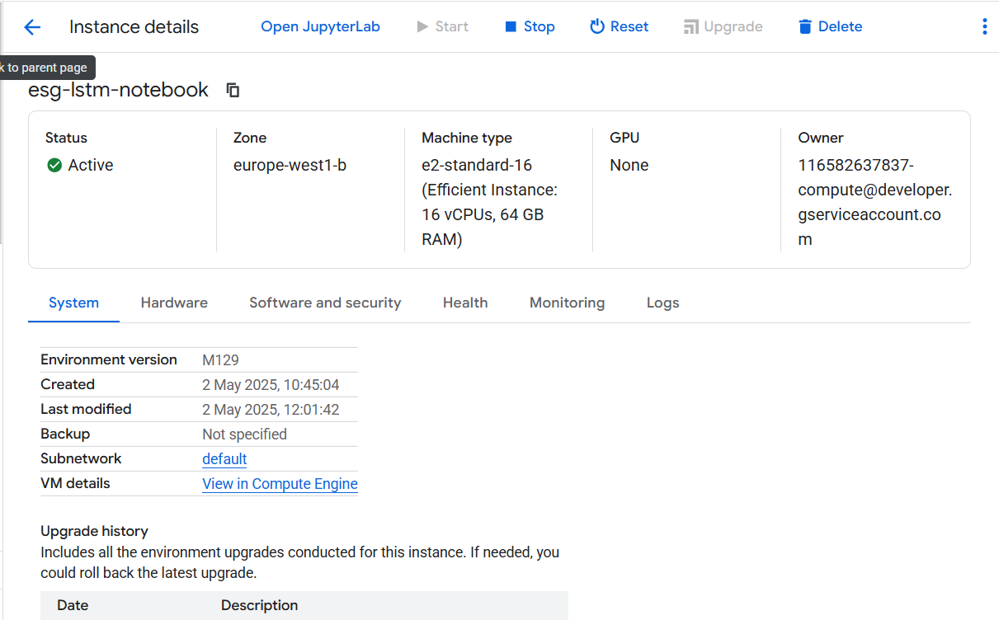 Instance details
Open JupyterLab
Start
Stop
Reset
Upgrade
Delete
k to parent page
esg-lstm-notebook
Status
Active
Zone
europe-west1-b
Machine type
e2-standard-16
(Efficient Instance:
16 vCPUs, 64 GB
RAM)
GPU
None
Owner
116582637837-
compute@developer.
gserviceaccount.co
m
System
Hardware
Software and security
Health
Monitoring
Logs
Environment version M129
Created 2 May 2025, 10:45:04
Last modified 2 May 2025, 12:01:42
Backup Not specified
Subnetwork default
VM details View in Compute Engine
Upgrade history
Includes all the environment upgrades conducted for this instance. If needed, you
could roll back the latest upgrade.
Date Description